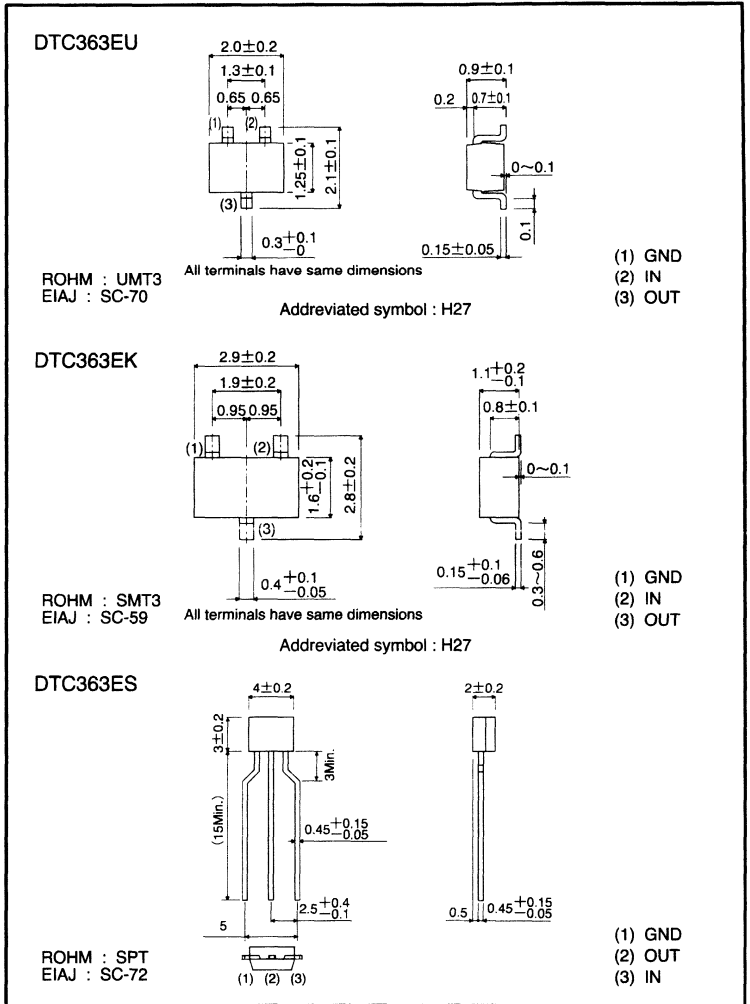 DTC363EU
2.0±0.2
1.3±0.1
0.65 0.65
(1) (2)
(3)
1.25±0.1
2.1±0.1
0.3+0.1 −0
0.9±0.1
0.2 0.7±0.1
0~0.1
0.1
0.15±0.05
All terminals have same dimensions
ROHM : UMT3
EIAJ : SC-70
Addreviated symbol : H27
(1) GND
(2) IN
(3) OUT
DTC363EK
2.9±0.2
1.9±0.2
0.95 0.95
(1) (2)
(3)
1.6+0.2 −0.1
2.8±0.2
0.4+0.1 −0.05
1.1+0.2 −0.1
0.8±0.1
0~0.1
0.15+0.1 −0.06
0.3~0.6
All terminals have same dimensions
ROHM : SMT3
EIAJ : SC-59
Addreviated symbol : H27
(1) GND
(2) IN
(3) OUT
DTC363ES
4±0.2
3±0.2
3Min.
(15Min.)
0.45+0.15 −0.05
2.5+0.4 −0.1
5
(1) (2) (3)
2±0.2
0.5 0.45+0.15 −0.05
ROHM : SPT
EIAJ : SC-72
(1) GND
(2) OUT
(3) IN